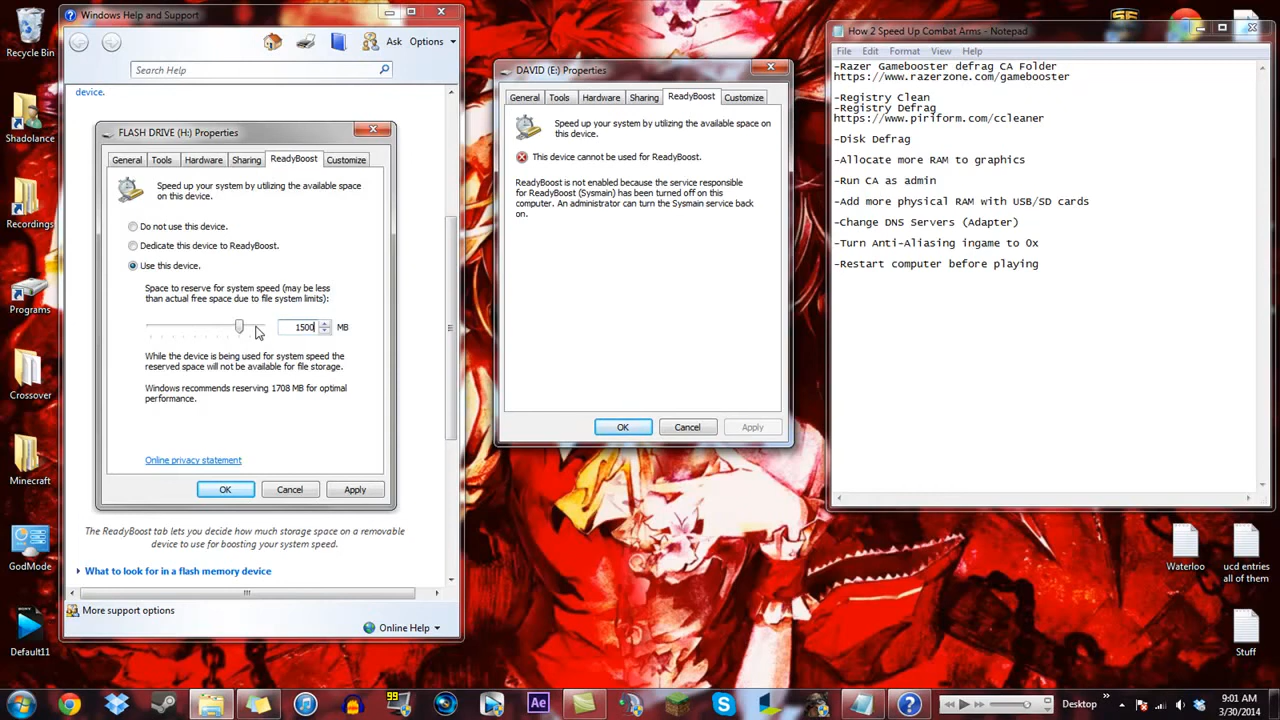 Recycle Bin
Shadolance
Recordings
Programs
Crossover
Minecraft
GodMode
Default11
Windows Help and Support
Ask
Options
Search Help
device.
FLASH DRIVE (H:) Properties
General
Tools
Hardware
Sharing
ReadyBoost
Customize
Speed up your system by utilizing the available space
on this device.
Do not use this device.
Dedicate this device to ReadyBoost.
Use this device.
Space to reserve for system speed (may be less
than actual free space due to file system limits):
1500
MB
While the device is being used for system speed the
reserved space will not be available for file storage.
Windows recommends reserving 1708 MB for optimal
performance.
Online privacy statement
OK
Cancel
Apply
The ReadyBoost tab lets you decide how much storage space on a removable
device to use for boosting your system speed.
What to look for in a flash memory device
More support options
Online Help
DAVID (E:) Properties
General
Tools
Hardware
Sharing
ReadyBoost
Customize
Speed up your system by utilizing the available space on
this device.
This device cannot be used for ReadyBoost.
ReadyBoost is not enabled because the service responsible
for ReadyBoost (Sysmain) has been turned off on this
computer. An administrator can turn the Sysmain service back
on.
OK
Cancel
Apply
How 2 Speed Up Combat Arms - Notepad
File
Edit
Format
View
Help
-Razer Gamebooster defrag CA Folder
https://www.razerzone.com/gamebooster
-Registry Clean
-Registry Defrag
https://www.piriform.com/ccleaner
-Disk Defrag
-Allocate more RAM to graphics
-Run CA as admin
-Add more physical RAM with USB/SD cards
-Change DNS Servers (Adapter)
-Turn Anti-Aliasing ingame to 0x
-Restart computer before playing
Waterloo
ucd entries
all of them
Stuff
99
Ae
Desktop
9:01 AM
3/30/2014